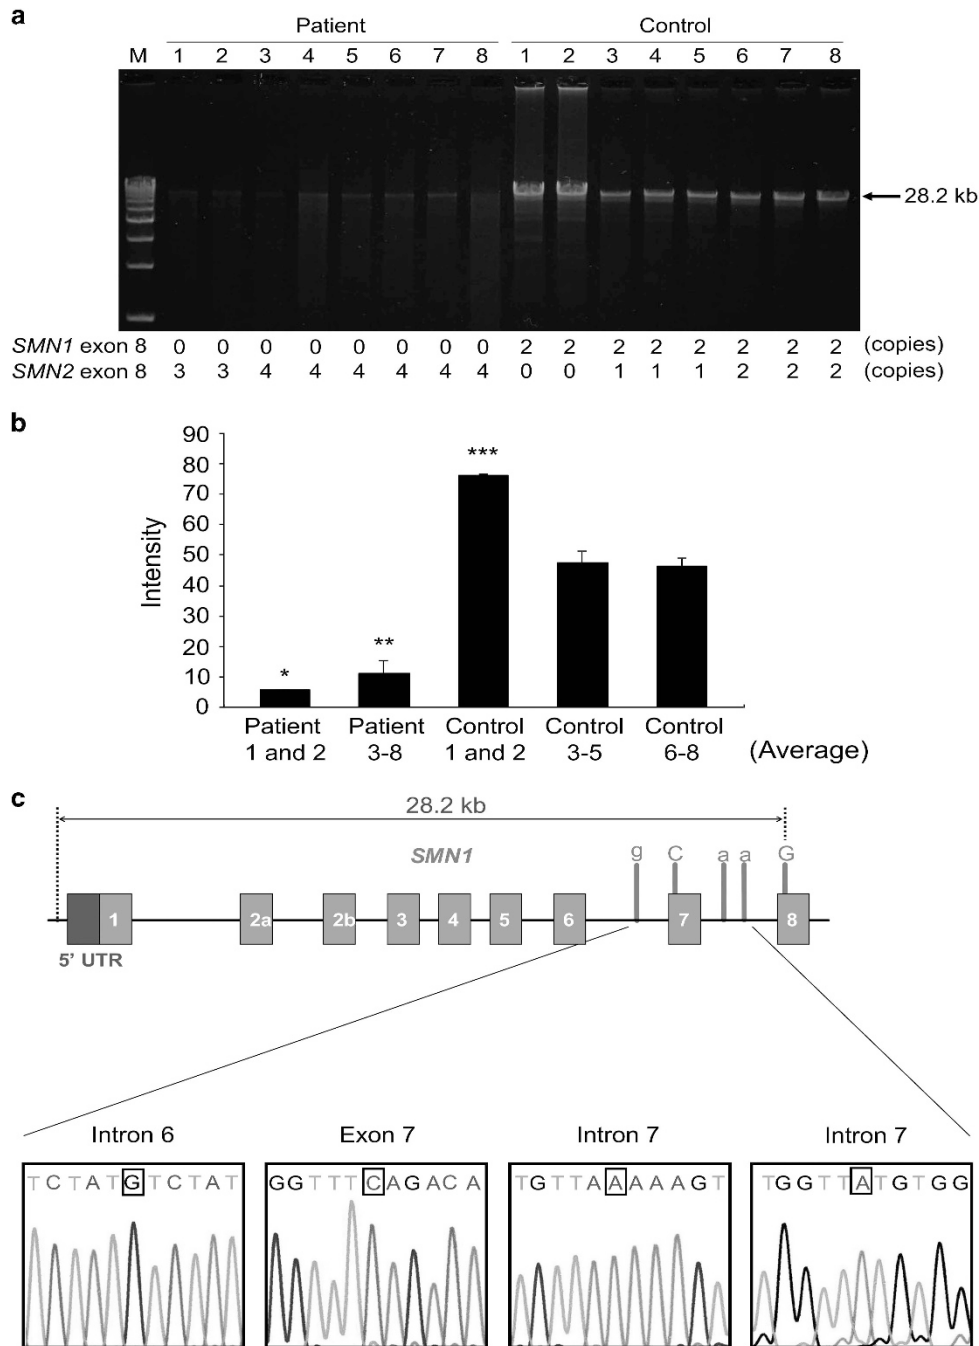 a
Patient Control
M 1 2 3 4 5 6 7 8 1 2 3 4 5 6 7 8
28.2 kb
SMN1 exon 8 0 0 0 0 0 0 0 0 2 2 2 2 2 2 2 2 (copies)
SMN2 exon 8 3 3 4 4 4 4 4 4 0 0 1 1 1 2 2 2 (copies)
b
90
80
70
60
50
40
30
20
10
0
Intensity
* ** ***
Patient 1 and 2
Patient 3-8
Control 1 and 2
Control 3-5
Control 6-8
(Average)
c
28.2 kb
SMN1
g C a a G
1 2a 2b 3 4 5 6 7 8
5' UTR
Intron 6 Exon 7 Intron 7 Intron 7
TCTATGTCTAT GGTTTCAGACA TGTTAAAAAGT TGGTTATGTGG